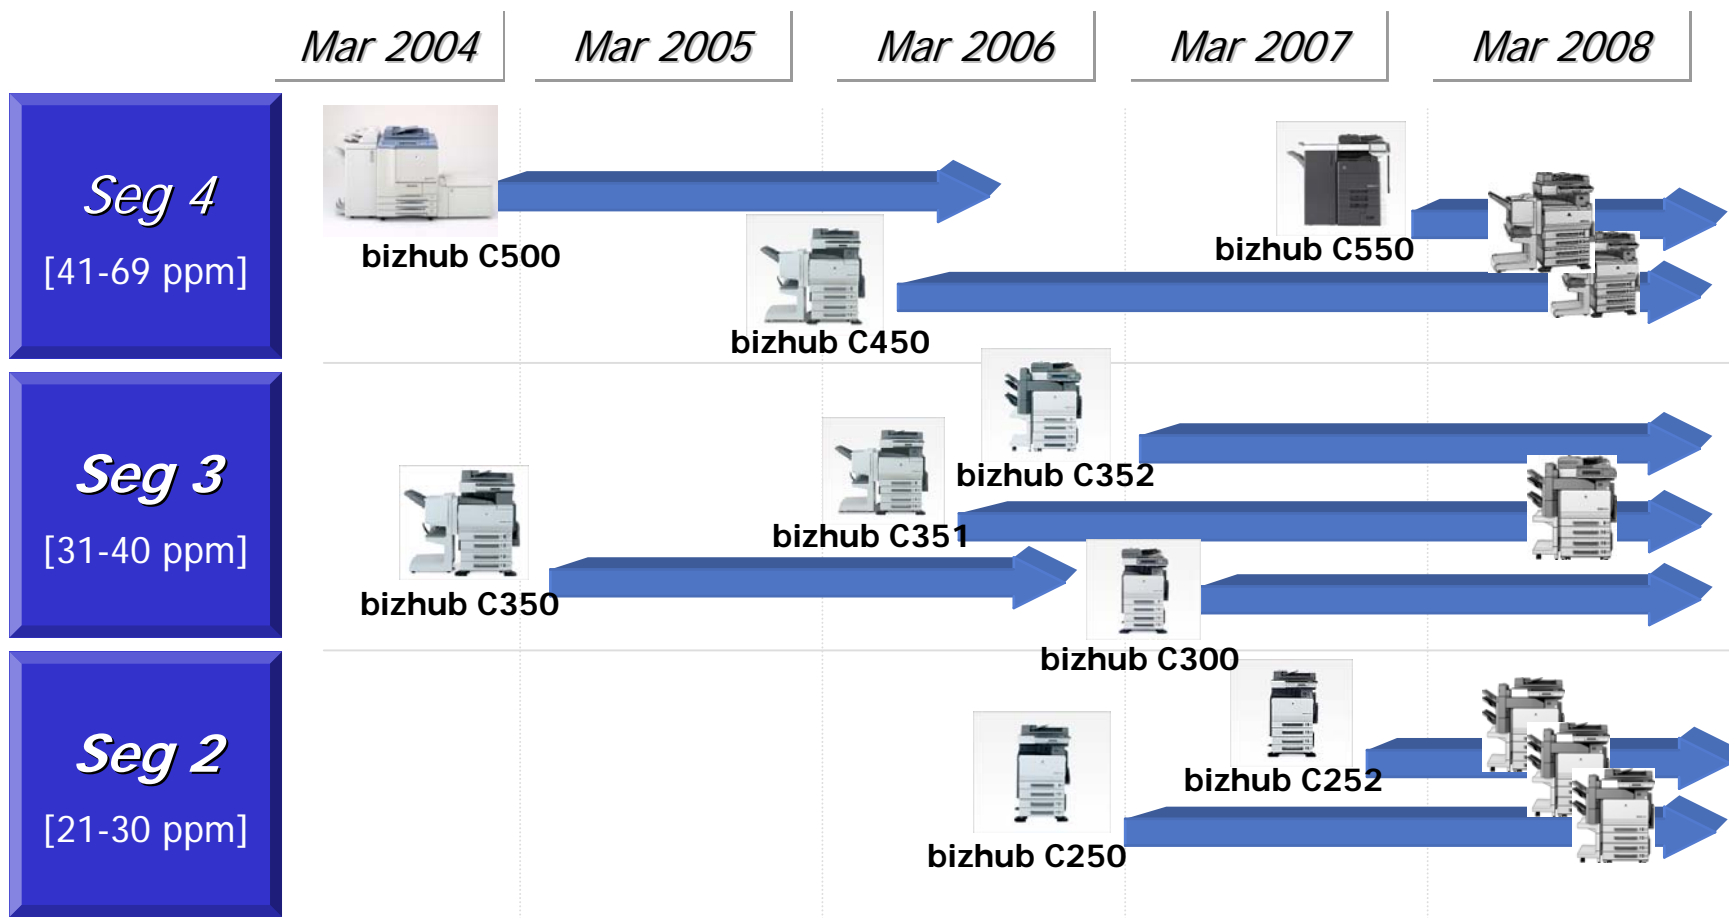 Mar 2004
Mar 2005
Mar 2006
Mar 2007
Mar 2008
Seg 4
[41-69 ppm]
bizhub C500
bizhub C550
bizhub C450
Seg 3
[31-40 ppm]
bizhub C352
bizhub C351
bizhub C350
bizhub C300
Seg 2
[21-30 ppm]
bizhub C252
bizhub C250